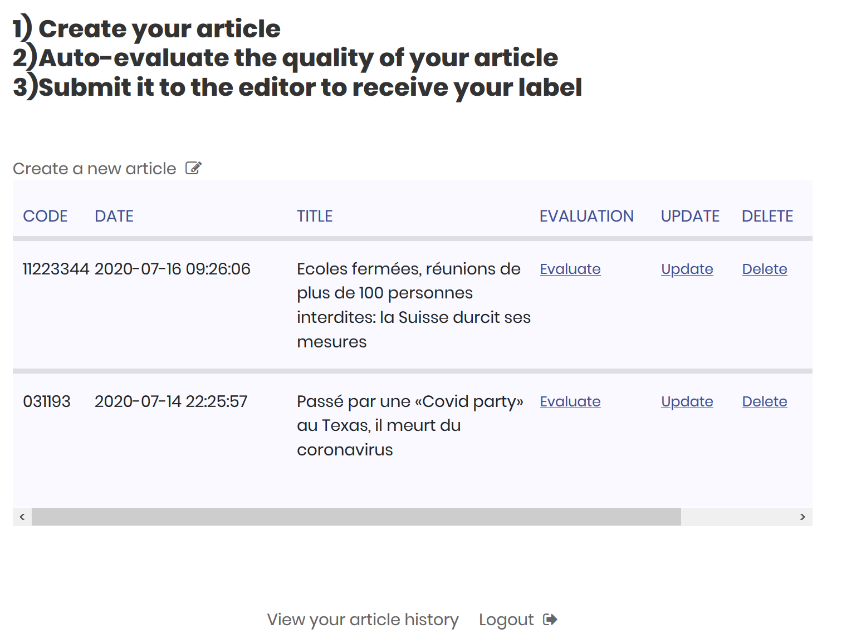 1) Create your article
2)Auto-evaluate the quality of your article
3)Submit it to the editor to receive your label
Create a new article
CODE DATE TITLE EVALUATION UPDATE DELETE
11223344 2020-07-16 09:26:06 Ecoles fermées, réunions de Evaluate Update Delete
plus de 100 personnes
interdites: la Suisse durcit ses
mesures
031193 2020-07-14 22:25:57 Passé par une «Covid party» Evaluate Update Delete
au Texas, il meurt du
coronavirus
View your article history Logout